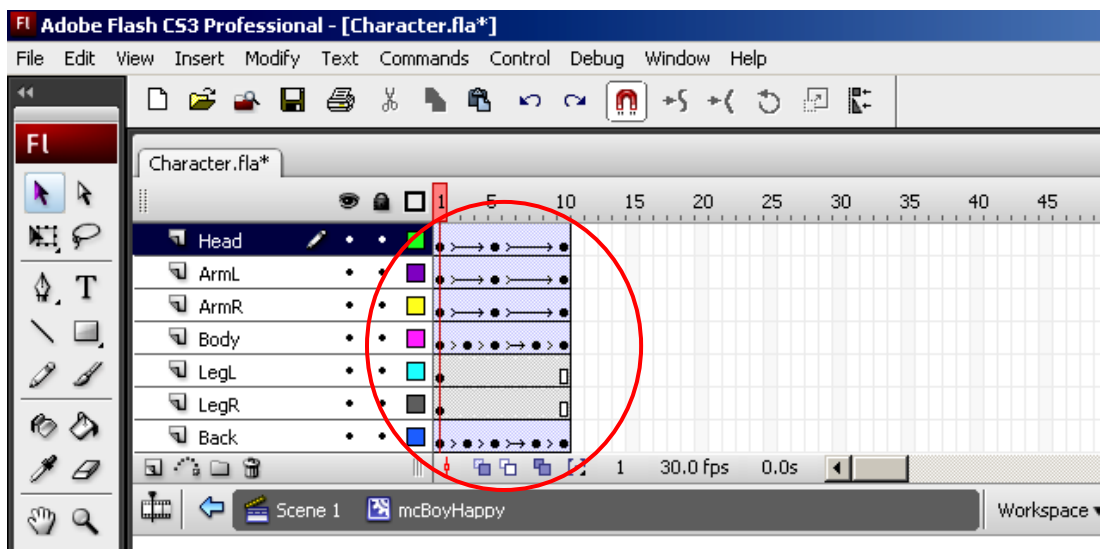 Fl Adobe Flash CS3 Professional - [Character.fla*]
File Edit View Insert Modify Text Commands Control Debug Window Help
Fl
Character.fla*
1 5 10 15 20 25 30 35 40 45
Head
ArmL
ArmR
Body
LegL
LegR
Back
1 30.0 fps 0.0s
Scene 1 mcBoyHappy Workspace